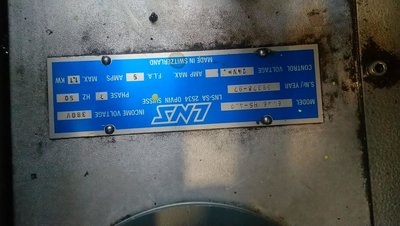 MODEL
LNS
INCOME VOLTAGE 380V
S.Nr/YEAR
LNS-SA 2534 ORVIN SUISSE
PHASE HZ 50
CONTROL VOLTAGE 24V AMP MAX. F.L.A 5 AMPS MAX. KW
MADE IN SWITZERLAND